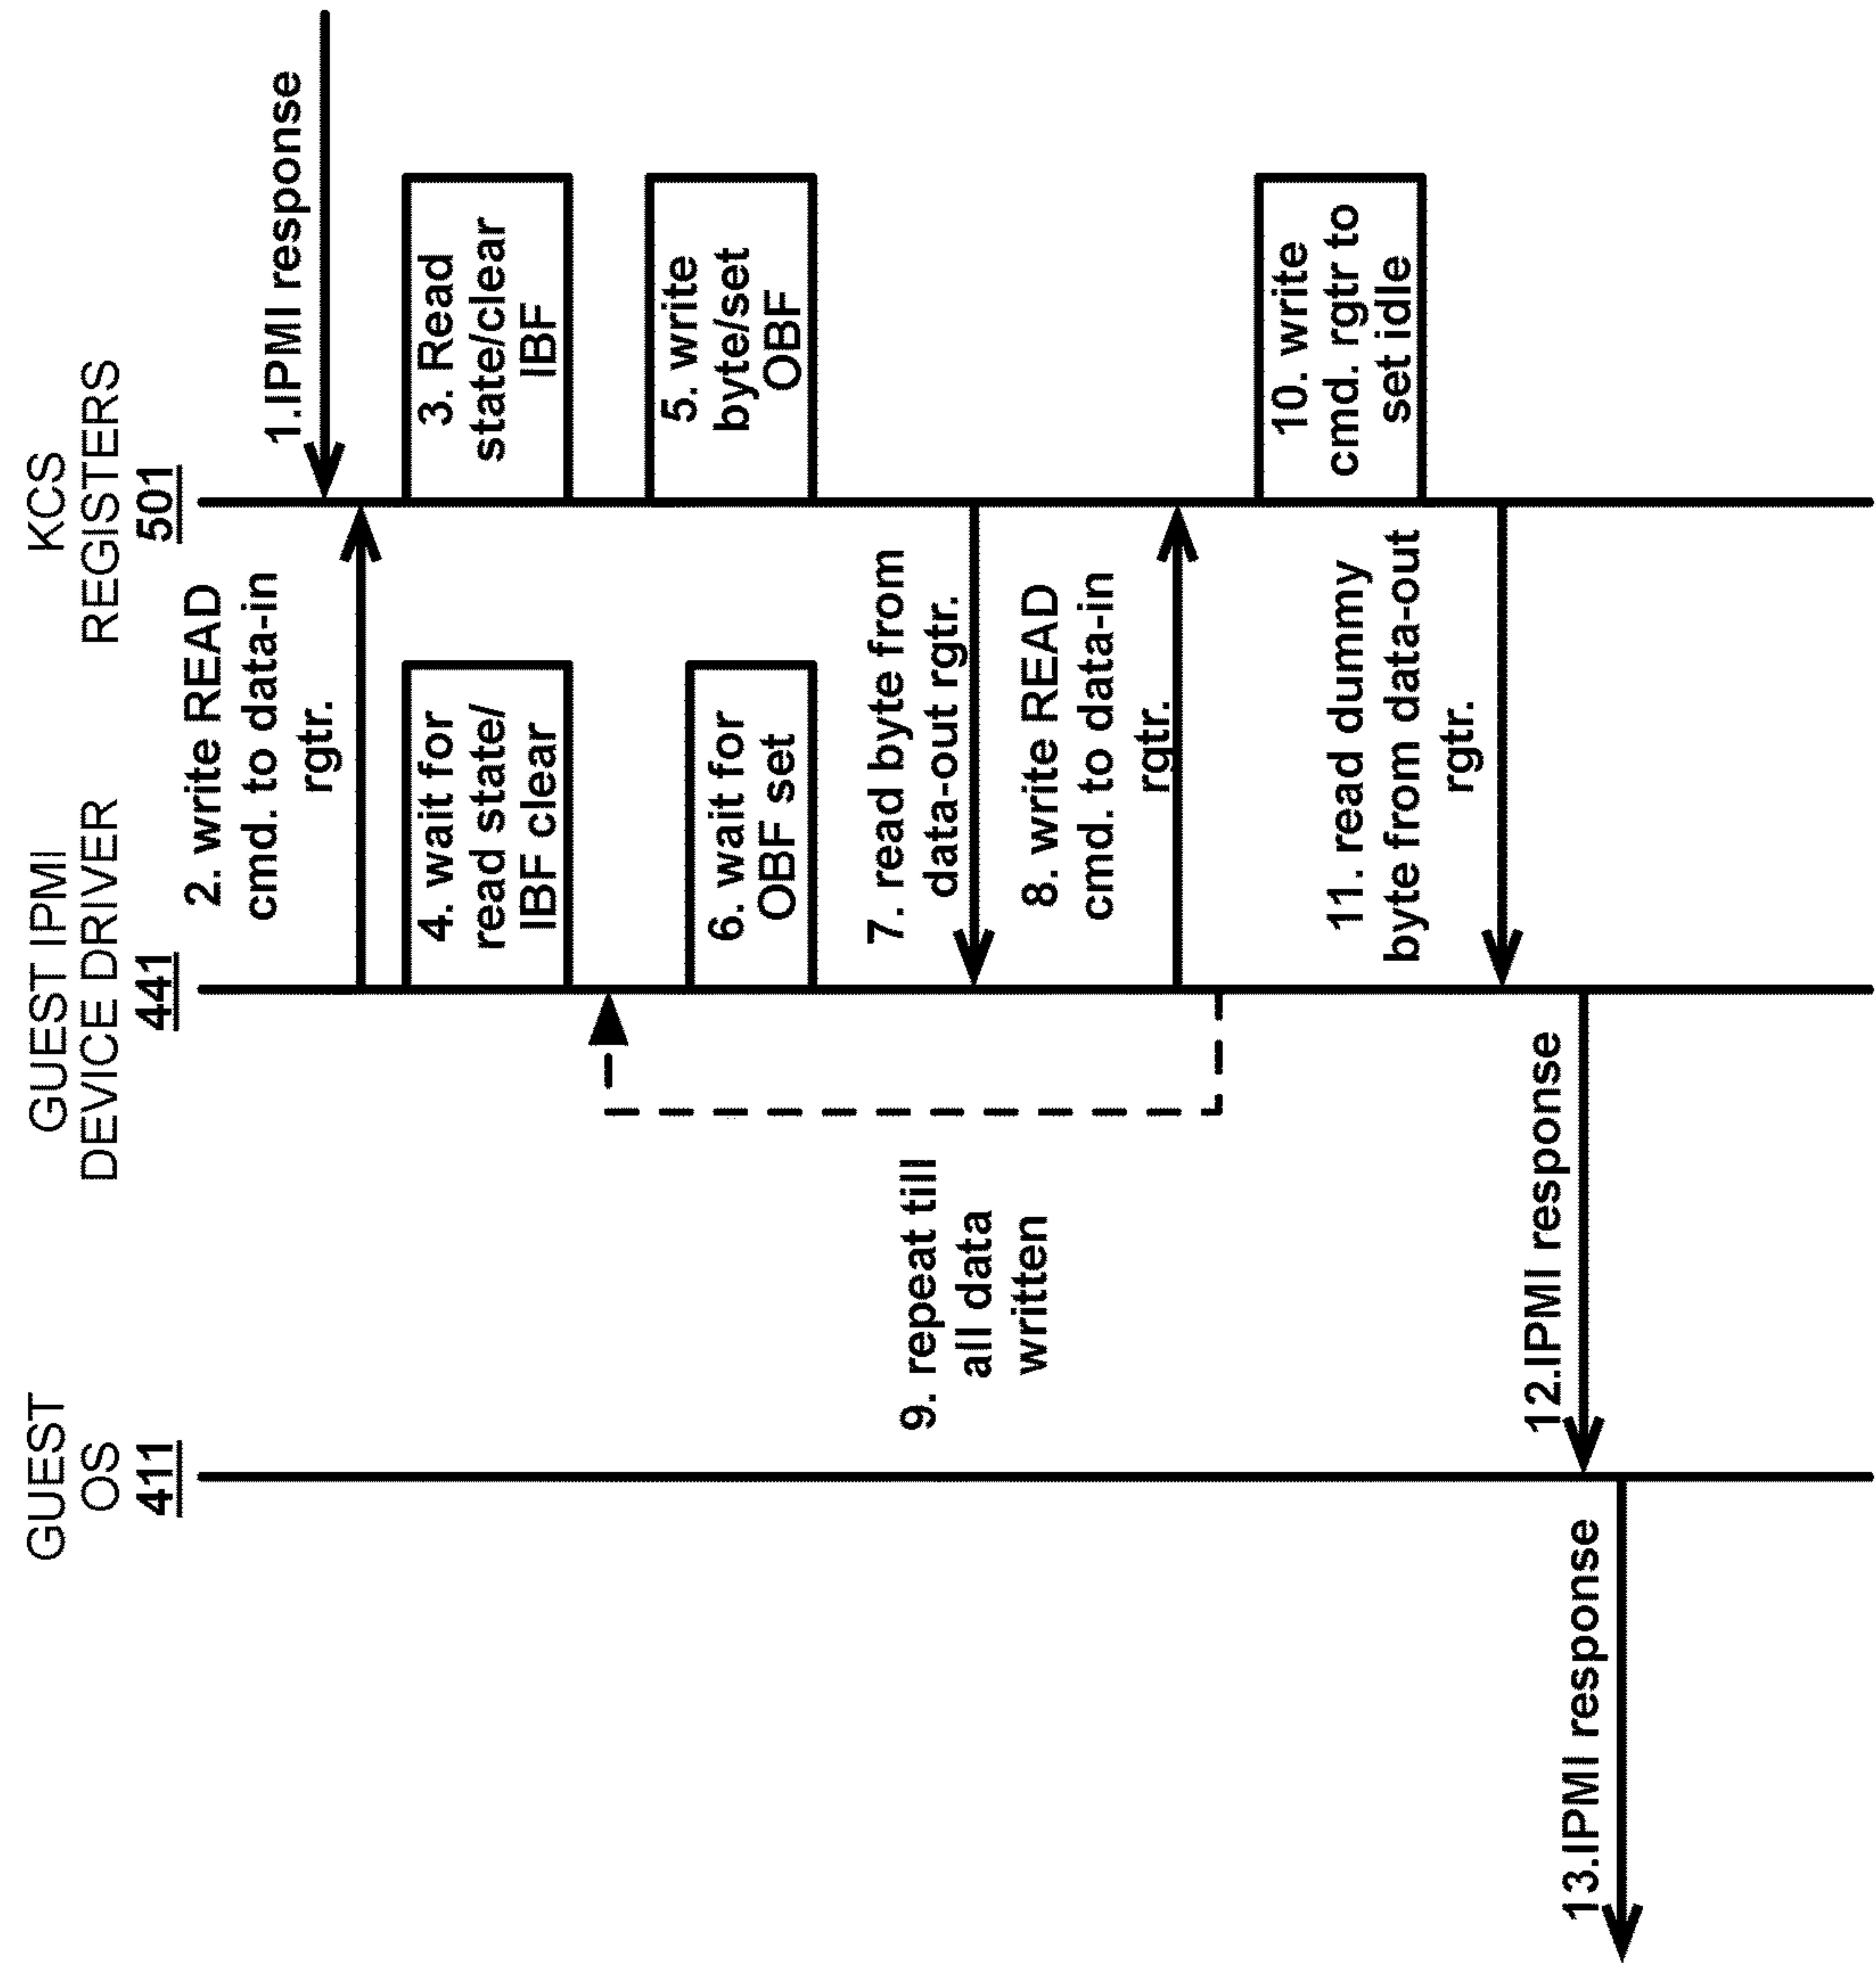 GUEST
OS
411
GUEST IPMI
DEVICE DRIVER
441
KCS
REGISTERS
501
1.IPMI response
2. write READ
cmd. to data-in
rgtr.
3. Read
state/clear
IBF
4. wait for
read state/
IBF clear
5. write
byte/set
OBF
6. wait for
OBF set
7. read byte from
data-out rgtr.
8. write READ
cmd. to data-in
rgtr.
9. repeat till
all data
written
10. write
cmd. rgtr to
set idle
11. read dummy
byte from data-out
rgtr.
12.IPMI response
13.IPMI response